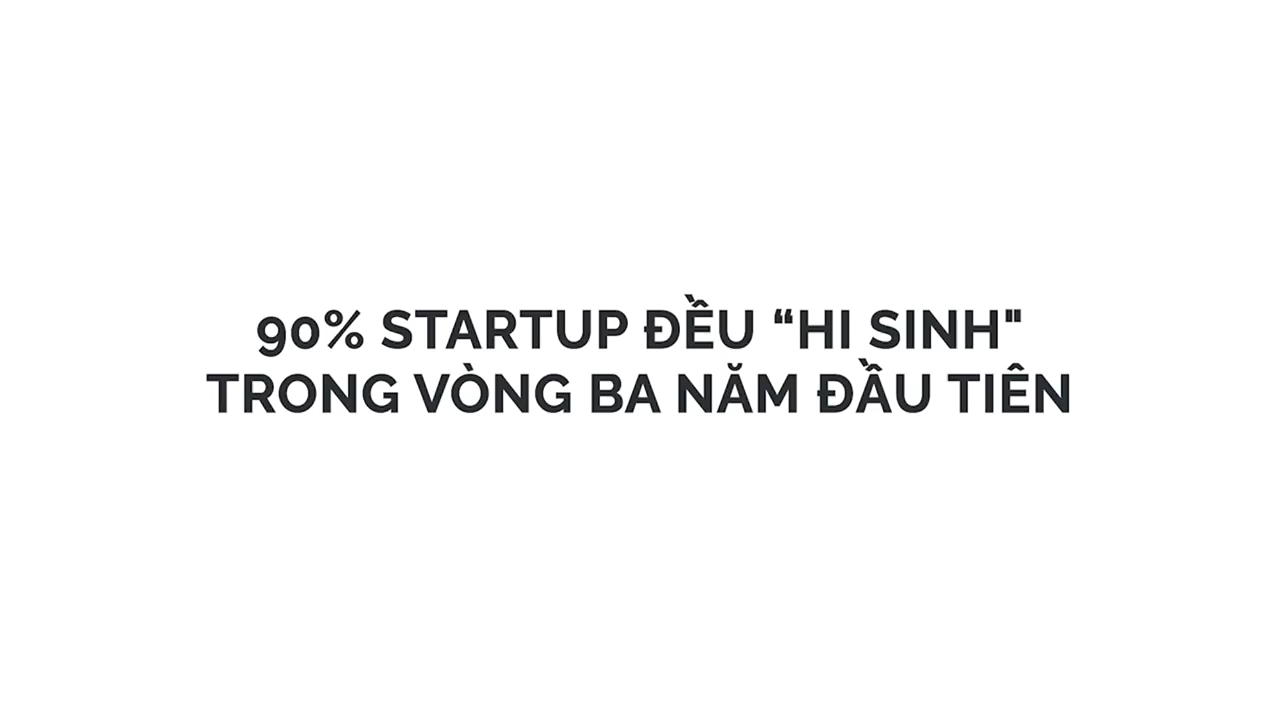 90% STARTUP ĐỀU “HI SINH"
TRONG VÒNG BA NĂM ĐẦU TIÊN